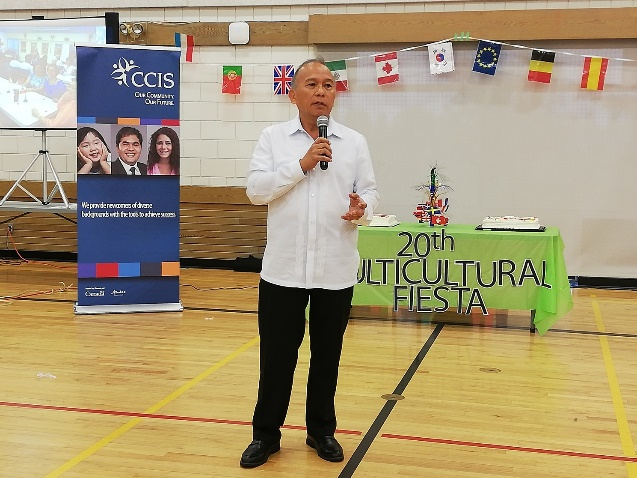 CCIS
OUR COMMUNITY.
OUR FUTURE.
We provide newcomers of diverse
backgrounds with the tools to achieve success
Canada
20th
ULTICULTURAL
FIESTA